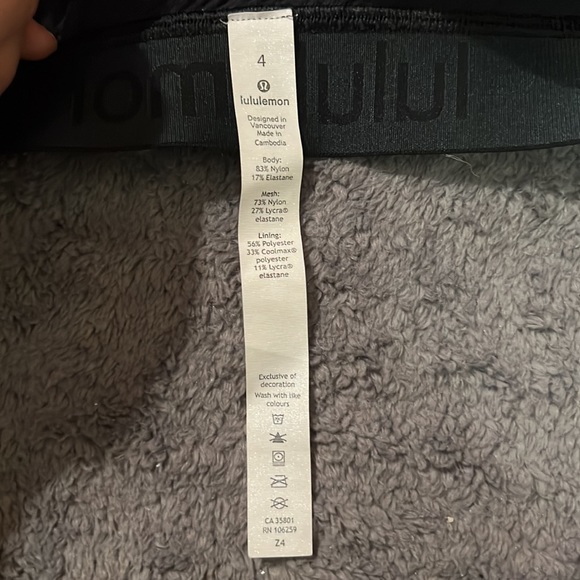 4
lululemon
Designed in
Vancouver
Made in
Cambodia
Body:
83% Nylon
17% Elastane
Mesh:
73% Nylon
27% Lycra®
elastane
Lining:
56% Polyester
33% Coolmax®
polyester
11% Lycra®
elastane
Exclusive of
decoration
Wash with like
colours
CA 35801
RN 106259
Z4